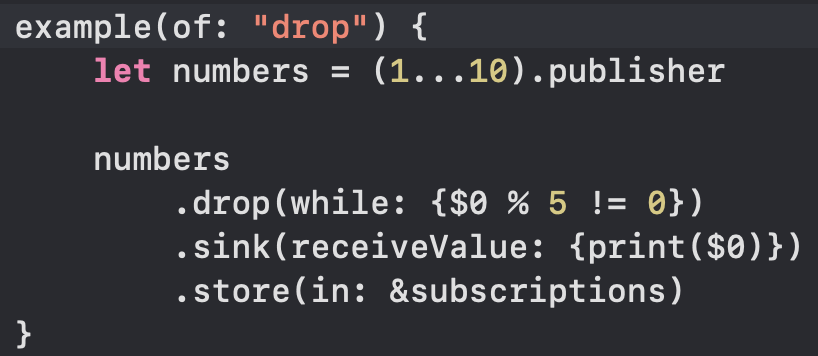 example(of: "drop") {
    let numbers = (1...10).publisher

    numbers
        .drop(while: {$0 % 5 != 0})
        .sink(receiveValue: {print($0)})
        .store(in: &subscriptions)
}